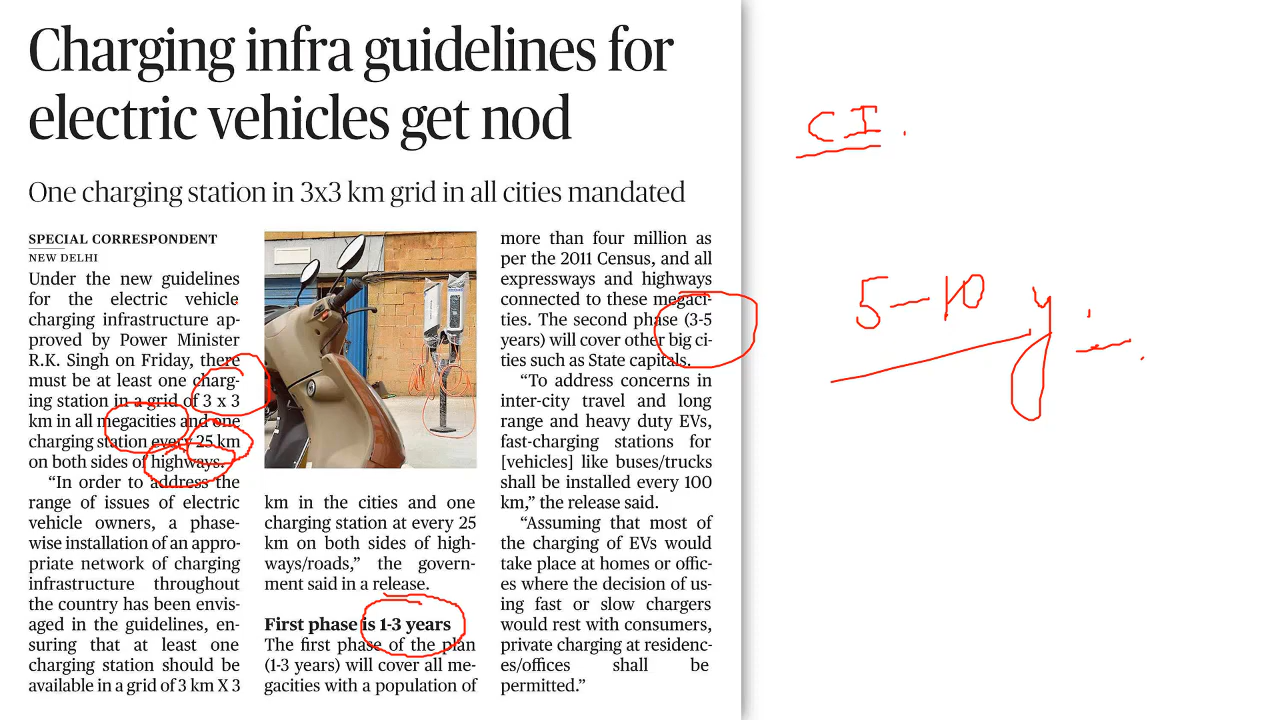 Charging infra guidelines for
electric vehicles get nod
One charging station in 3x3 km grid in all cities mandated
SPECIAL CORRESPONDENT
NEW DELHI
Under the new guidelines
for the electric vehicle
charging infrastructure ap-
proved by Power Minister
R.K. Singh on Friday, there
must be at least one charg-
ing station in a grid of 3 x 3
km in all megacities and one
charging station every 25 km
on both sides of highways.
“In order to address the
range of issues of electric
vehicle owners, a phase-
wise installation of an appro-
priate network of charging
infrastructure throughout
the country has been envis-
aged in the guidelines, en-
suring that at least one
charging station should be
available in a grid of 3 km X 3
km in the cities and one
charging station at every 25
km on both sides of high-
ways/roads,” the govern-
ment said in a release.
First phase is 1-3 years
The first phase of the plan
(1-3 years) will cover all me-
gacities with a population of
more than four million as
per the 2011 Census, and all
expressways and highways
connected to these megaci-
ties. The second phase (3-5
years) will cover other big ci-
ties such as State capitals.
“To address concerns in
inter-city travel and long
range and heavy duty EVs,
fast-charging stations for
[vehicles] like buses/trucks
shall be installed every 100
km,” the release said.
“Assuming that most of
the charging of EVs would
take place at homes or offic-
es where the decision of us-
ing fast or slow chargers
would rest with consumers,
private charging at residenc-
es/offices shall be
permitted.”
CI.
5-10 y.